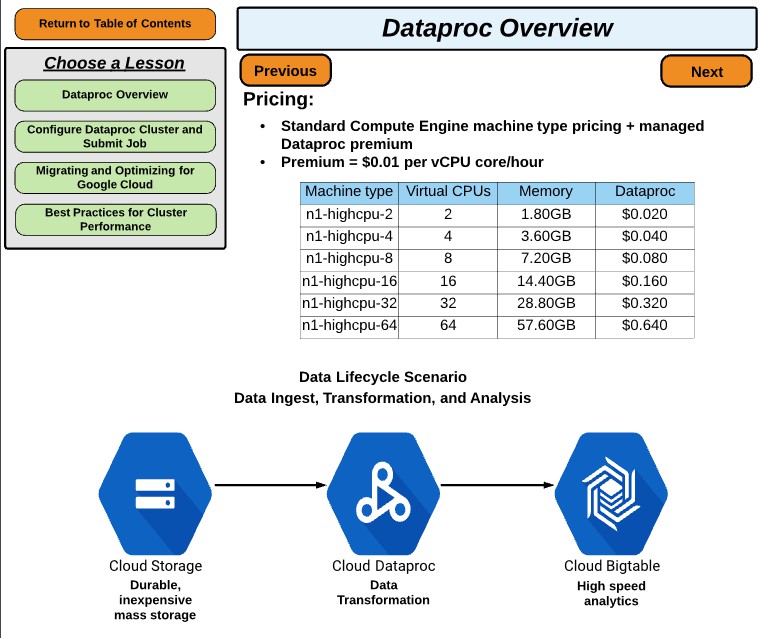 Return to Table of Contents
Choose a Lesson
Dataproc Overview
Configure Dataproc Cluster and
Submit Job
Migrating and Optimizing for
Google Cloud
Best Practices for Cluster
Performance
Dataproc Overview
Previous
Next
Pricing:
• Standard Compute Engine machine type pricing + managed
Dataproc premium
• Premium = $0.01 per vCPU core/hour
Machine type Virtual CPUs Memory Dataproc
n1-highcpu-2 2 1.80GB $0.020
n1-highcpu-4 4 3.60GB $0.040
n1-highcpu-8 8 7.20GB $0.080
n1-highcpu-16 16 14.40GB $0.160
n1-highcpu-32 32 28.80GB $0.320
n1-highcpu-64 64 57.60GB $0.640
Data Lifecycle Scenario
Data Ingest, Transformation, and Analysis
Cloud Storage
Durable,
inexpensive
mass storage
Cloud Dataproc
Data
Transformation
Cloud Bigtable
High speed
analytics